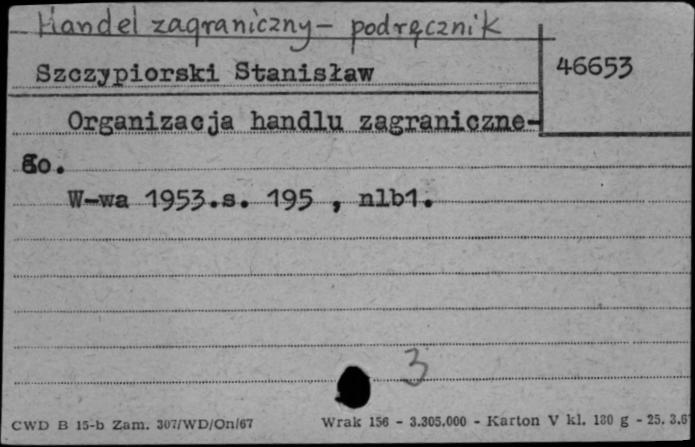 Handel zagraniczny – podręcznik
46653
Szczypiorski Stanisław
Organizacja handlu zagraniczne-
go.
W-wa 1953.s. 195 , nlb1.
3
CWD B 15-b Zam. 307/WD/On/67
Wrak 156 – 3.305.000 – Karton V kl. 180 g – 25. 3.6